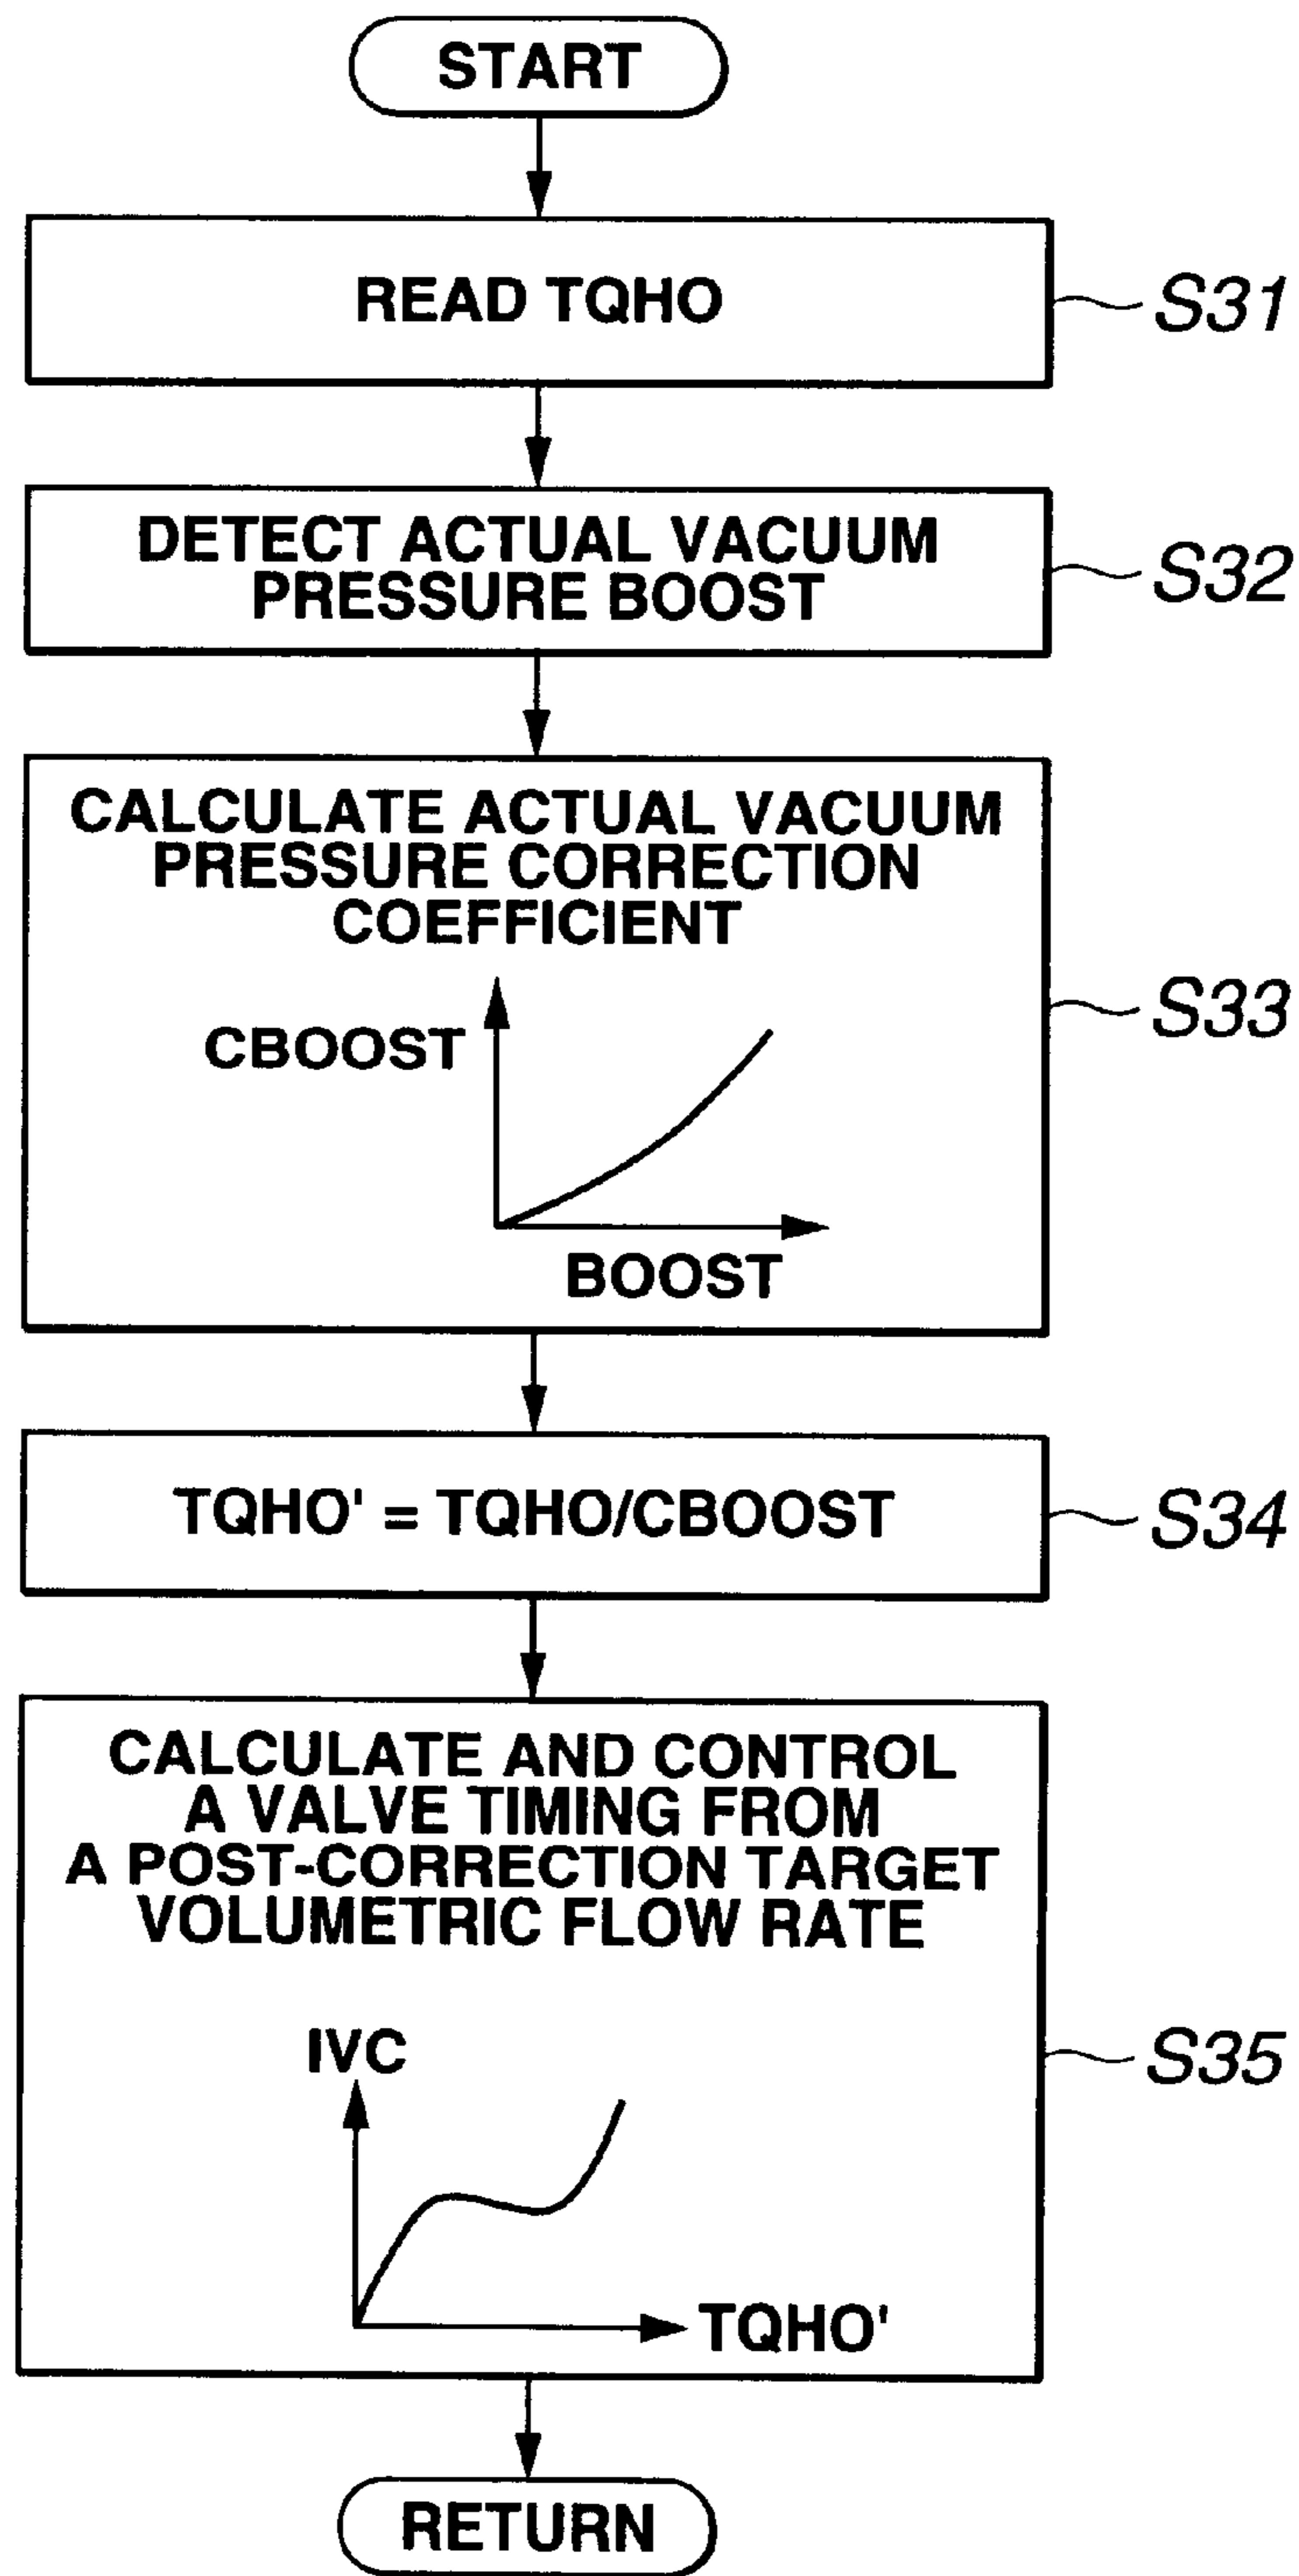 START
READ TQHO
S31
DETECT ACTUAL VACUUM
PRESSURE BOOST
S32
CALCULATE ACTUAL VACUUM
PRESSURE CORRECTION
COEFFICIENT
CBOOST
BOOST
S33
TQHO' = TQHO/CBOOST
S34
CALCULATE AND CONTROL
A VALVE TIMING FROM
A POST-CORRECTION TARGET
VOLUMETRIC FLOW RATE
IVC
TQHO'
S35
RETURN